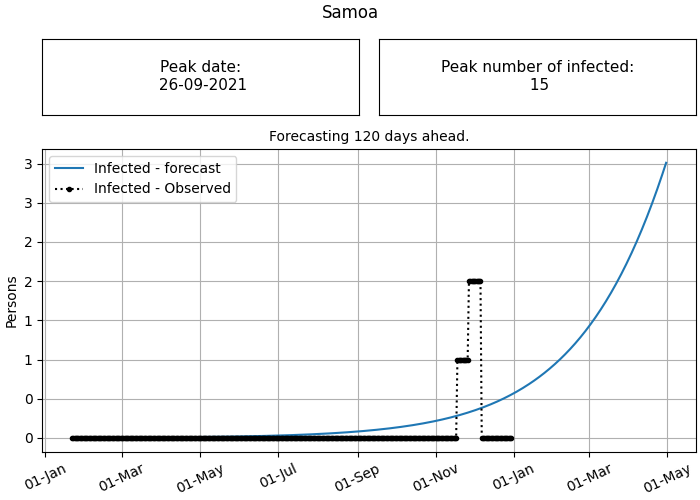 Samoa
Peak date:
26-09-2021
Peak number of infected:
15
Forecasting 120 days ahead.
Infected - forecast
Infected - Observed
Persons
3
3
2
2
1
1
0
0
01-Jan
01-Mar
01-May
01-Jul
01-Sep
01-Nov
01-Jan
01-Mar
01-May